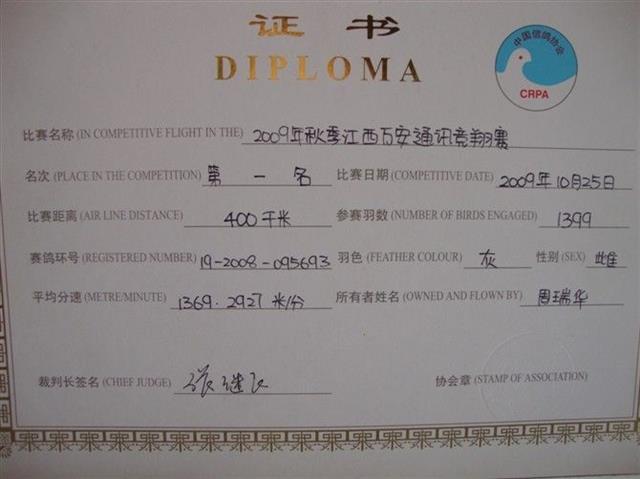 证书
DIPLOMA
中国信鸽协会
CRPA
比赛名称 (IN COMPETITIVE FLIGHT IN THE) 2009年秋季江西万安通讯竞翔赛
名次 (PLACE IN THE COMPETITION) 第一名 比赛日期 (COMPETITIVE DATE) 2009年10月25日
比赛距离 (AIR LINE DISTANCE) 400千米 参赛羽数 (NUMBER OF BIRDS ENGAGED) 1399
赛鸽环号 (REGISTERED NUMBER) 19-2008-095693 羽色 (FEATHER COLOUR) 灰 性别 (SEX) 雌
平均分速 (METRE/MINUTE) 1369.2927 米/分 所有者姓名 (OWNED AND FLOWN BY) 周瑞华
裁判长签名 (CHIEF JUDGE) 协会章 (STAMP OF ASSOCIATION)